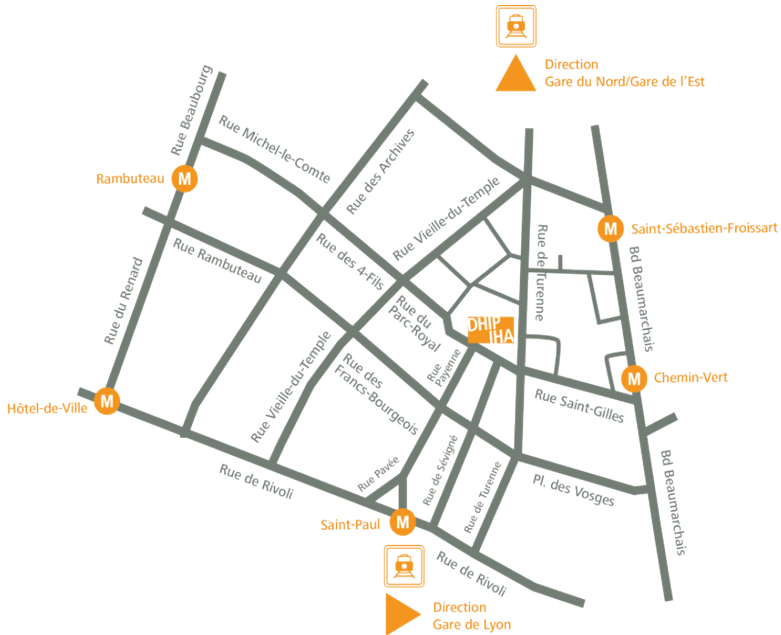 Direction
Gare du Nord/Gare de l'Est
Rue Beaubourg
Rue Michel-le-Comte
Rue des Archives
Rambuteau
M
Rue Vieille-du-Temple
M
Saint-Sébastien-Froissart
Rue Rambuteau
Rue des 4-Fils
Rue de Turenne
Bd Beaumarchais
Rue du Renard
Rue du
Parc-Royal
DHIP
IHA
Rue Vieille-du-Temple
Rue des
Francs-Bourgeois
Rue
Payenne
M
Chemin-Vert
Hôtel-de-Ville
M
Rue Saint-Gilles
Rue de Rivoli
Rue Pavée
Rue de Sévigné
Rue de Turenne
Pl. des Vosges
Bd Beaumarchais
Saint-Paul
M
Rue de Rivoli
Direction
Gare de Lyon